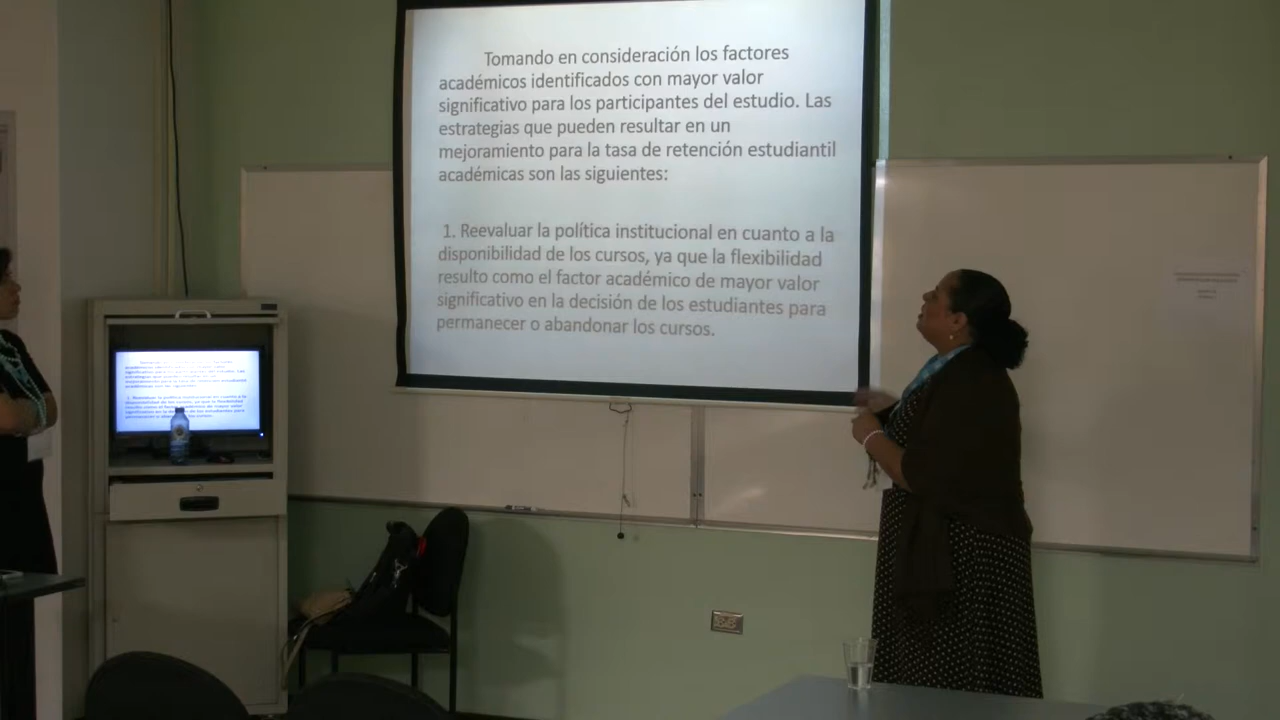 Tomando en consideración los factores
académicos identificados con mayor valor
significativo para los participantes del estudio. Las
estrategias que pueden resultar en un
mejoramiento para la tasa de retención estudiantil
académicas son las siguientes:
1. Reevaluar la política institucional en cuanto a la
disponibilidad de los cursos, ya que la flexibilidad
resulto como el factor académico de mayor valor
significativo en la decisión de los estudiantes para
permanecer o abandonar los cursos.